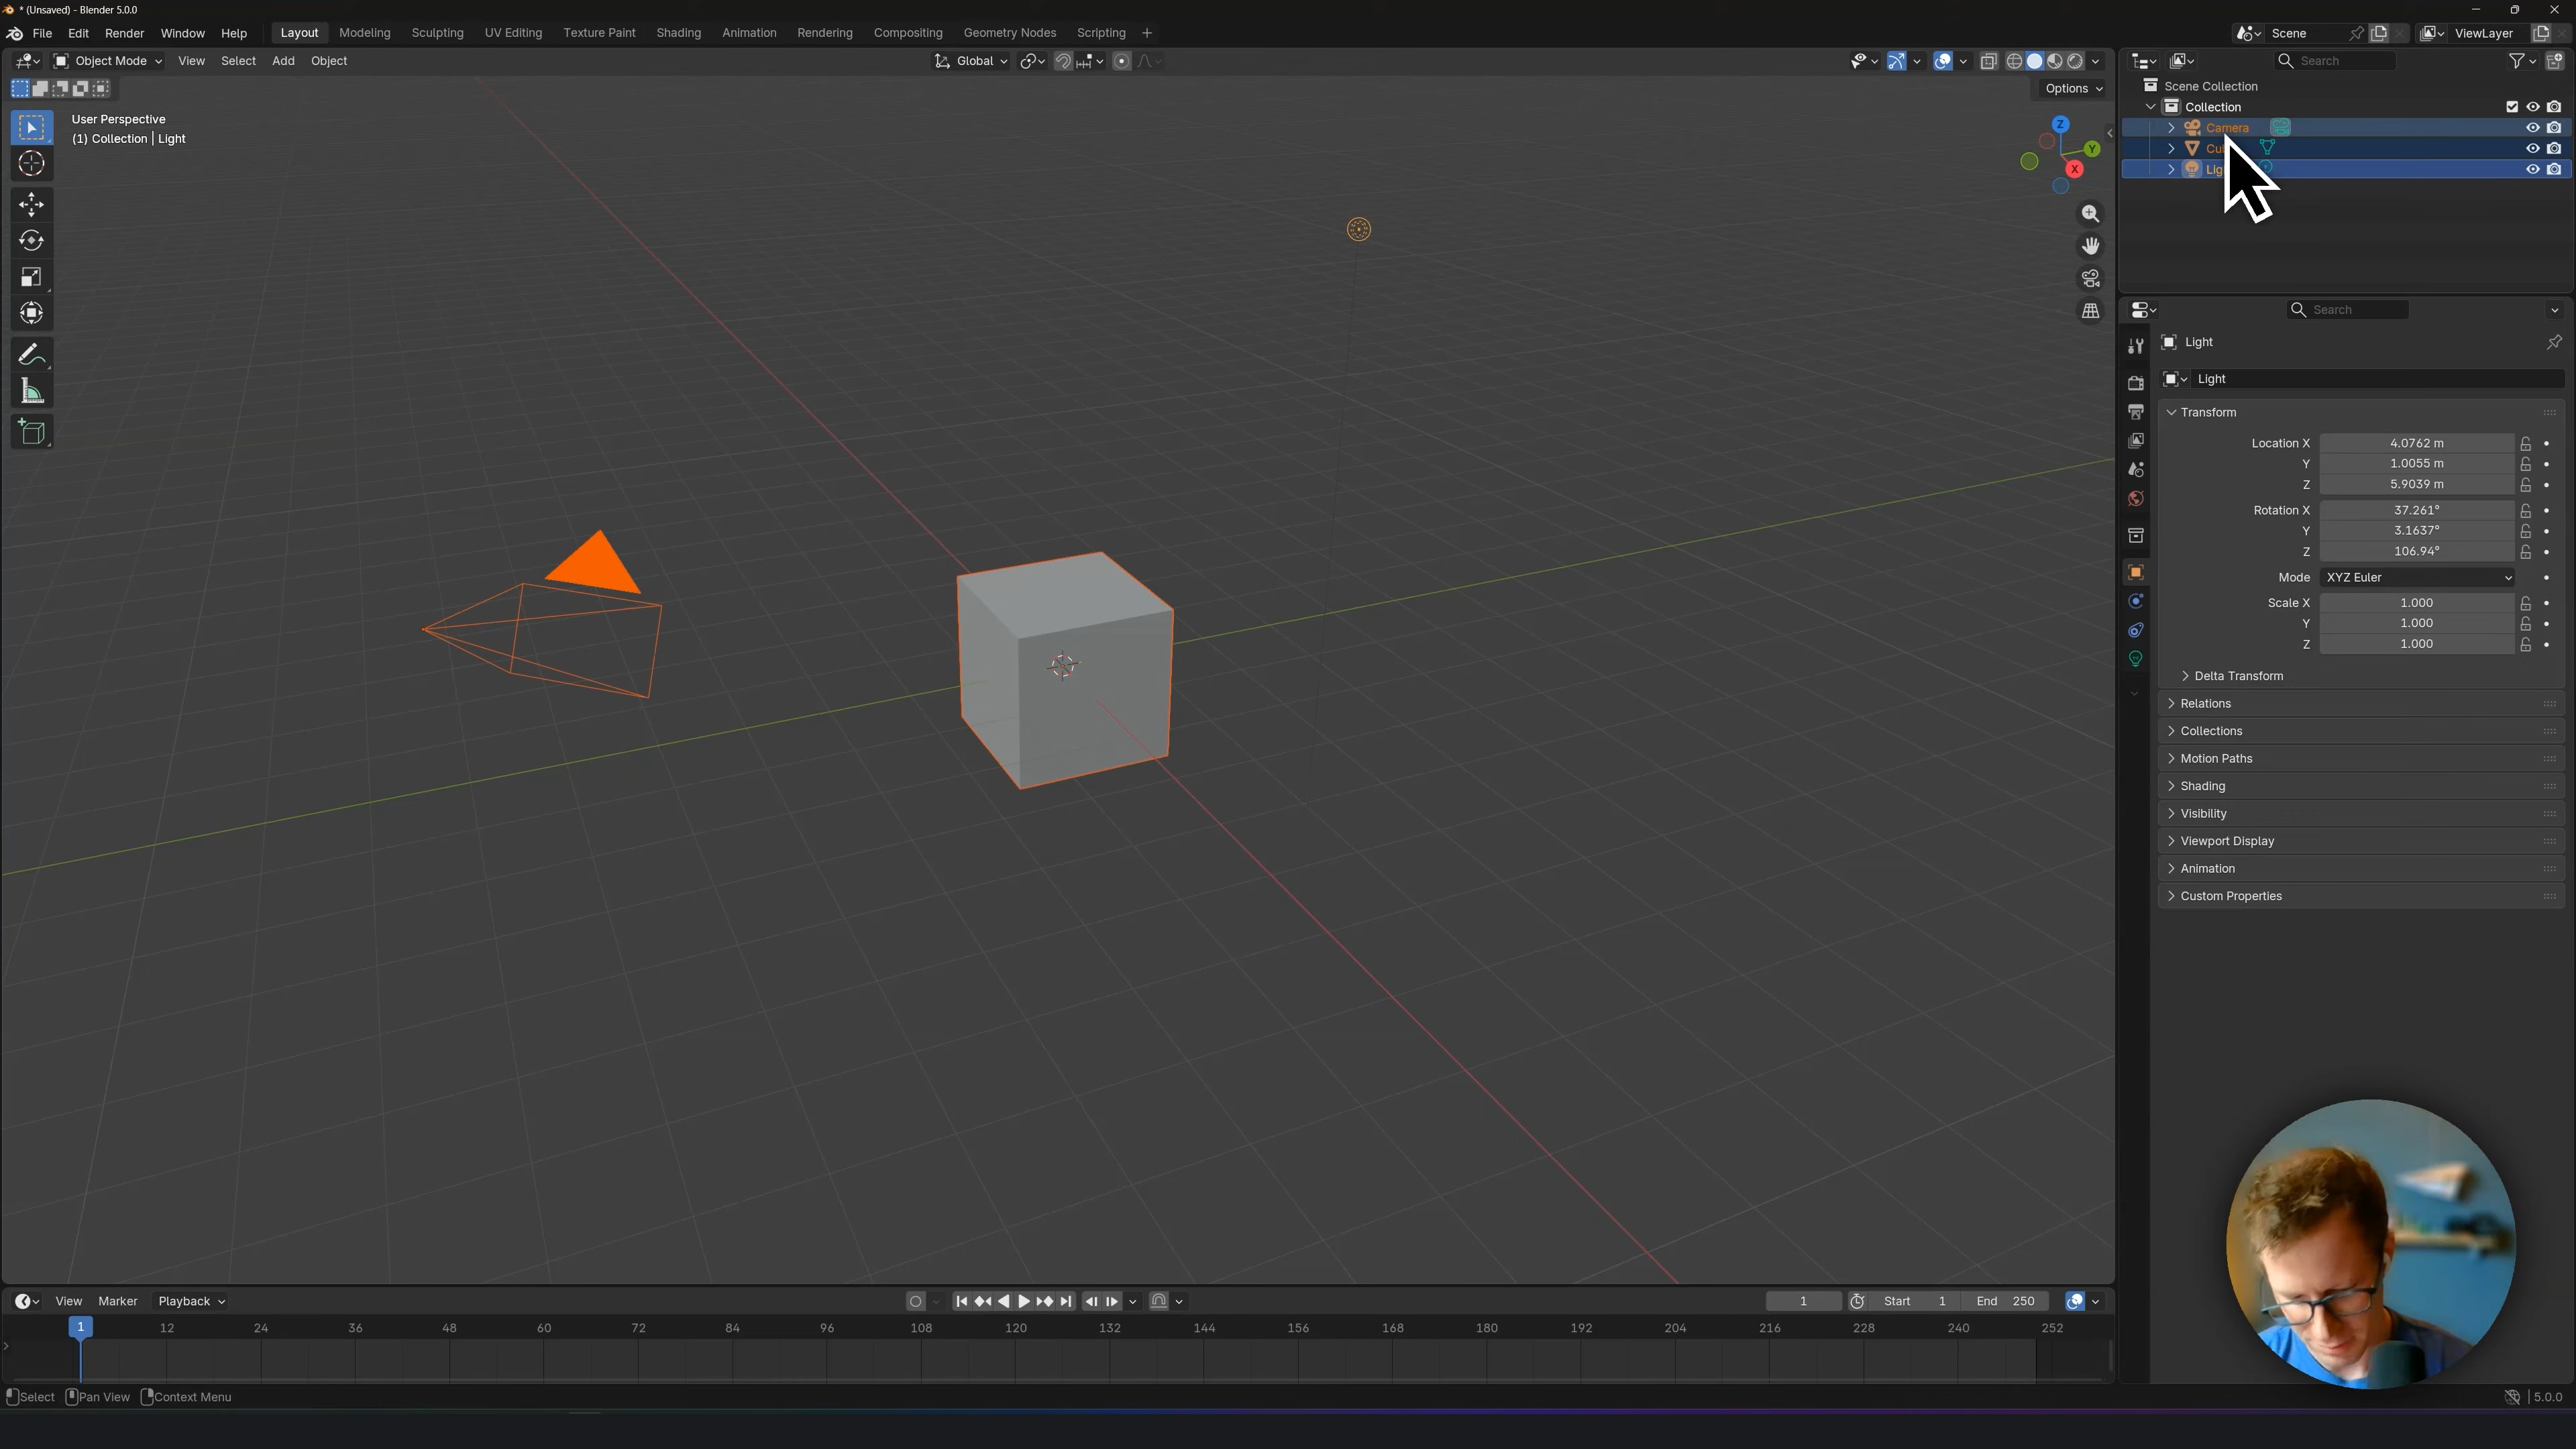 * (Unsaved) - Blender 5.0.0
File Edit Render Window Help Layout Modeling Sculpting UV Editing Texture Paint Shading Animation Rendering Compositing Geometry Nodes Scripting + Scene ViewLayer
Object Mode View Select Add Object Global Search
Options
User Perspective
(1) Collection | Light
Z
Y
X
Scene Collection
Collection
Camera
Search
Light
Light
Transform
Location X 4.0762 m
Y 1.0055 m
Z 5.9039 m
Rotation X 37.261°
Y 3.1637°
Z 106.94°
Mode XYZ Euler
Scale X 1.000
Y 1.000
Z 1.000
Delta Transform
Relations
Collections
Motion Paths
Shading
Visibility
Viewport Display
Animation
Custom Properties
View Marker Playback 1 Start 1 End 250
1 12 24 36 48 60 72 84 96 108 120 132 144 156 168 180 192 204 216 228 240 252
Select Pan View Context Menu 5.0.0